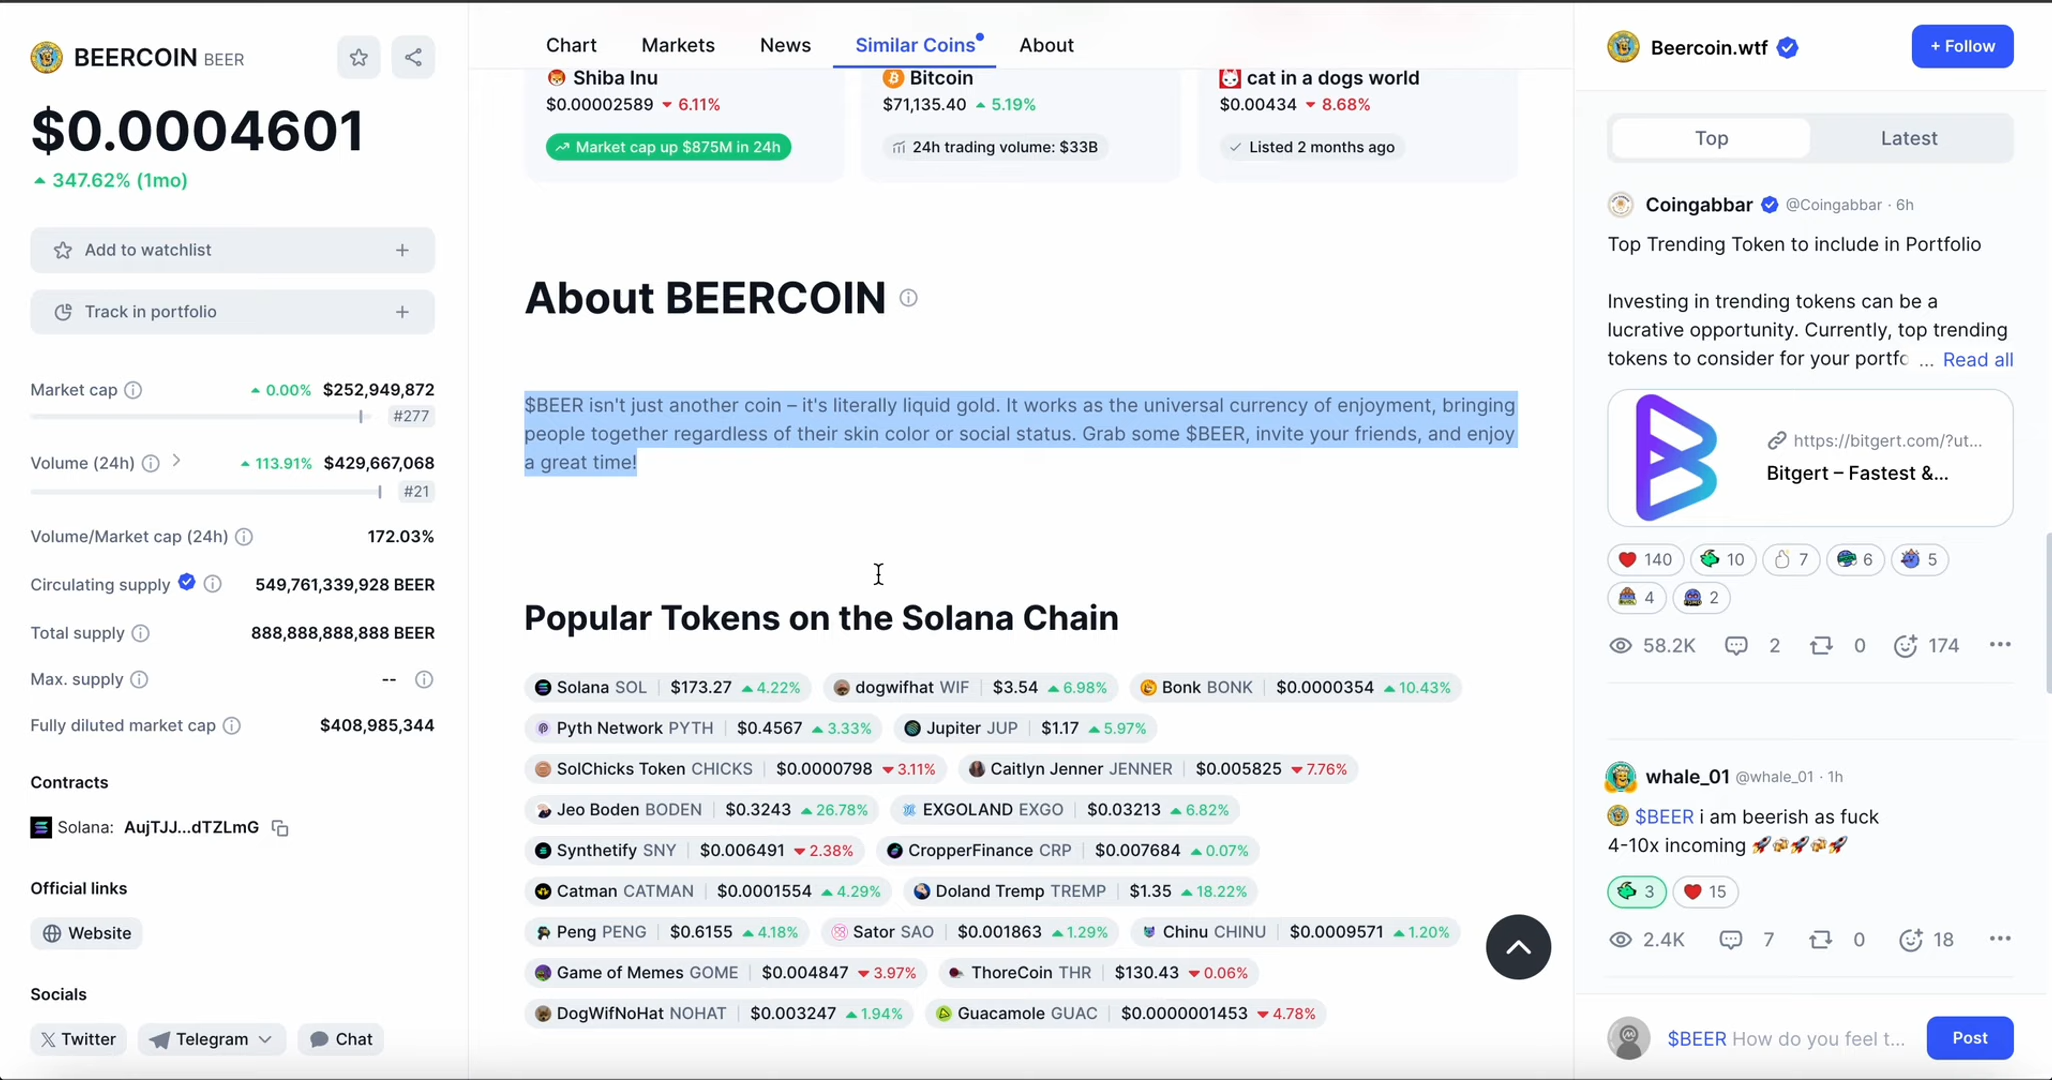 BEERCOIN BEER
$0.0004601
347.62% (1mo)
Add to watchlist
Track in portfolio
Market cap 0.00% $252,949,872
#277
Volume (24h) 113.91% $429,667,068
#21
Volume/Market cap (24h) 172.03%
Circulating supply 549,761,339,928 BEER
Total supply 888,888,888,888 BEER
Max. supply --
Fully diluted market cap $408,985,344
Contracts
Solana: AujTJJ...dTZLmG
Official links
Website
Socials
Twitter Telegram Chat
Chart Markets News Similar Coins About
Shiba Inu
$0.00002589 6.11%
Market cap up $875M in 24h
Bitcoin
$71,135.40 5.19%
24h trading volume: $33B
cat in a dogs world
$0.00434 8.68%
Listed 2 months ago
About BEERCOIN
$BEER isn't just another coin – it's literally liquid gold. It works as the universal currency of enjoyment, bringing
people together regardless of their skin color or social status. Grab some $BEER, invite your friends, and enjoy
a great time!
Popular Tokens on the Solana Chain
Solana SOL $173.27 4.22% dogwifhat WIF $3.54 6.98% Bonk BONK $0.0000354 10.43%
Pyth Network PYTH $0.4567 3.33% Jupiter JUP $1.17 5.97%
SolChicks Token CHICKS $0.0000798 3.11% Caitlyn Jenner JENNER $0.005825 7.76%
Jeo Boden BODEN $0.3243 26.78% EXGOLAND EXGO $0.03213 6.82%
Synthetify SNY $0.006491 2.38% CropperFinance CRP $0.007684 0.07%
Catman CATMAN $0.0001554 4.29% Doland Tremp TREMP $1.35 18.22%
Peng PENG $0.6155 4.18% Sator SAO $0.001863 1.29% Chinu CHINU $0.0009571 1.20%
Game of Memes GOME $0.004847 3.97% ThoreCoin THR $130.43 0.06%
DogWifNoHat NOHAT $0.003247 1.94% Guacamole GUAC $0.0000001453 4.78%
Beercoin.wtf + Follow
Top Latest
Coingabbar @Coingabbar · 6h
Top Trending Token to include in Portfolio
Investing in trending tokens can be a
lucrative opportunity. Currently, top trending
tokens to consider for your portfo ... Read all
https://bitgert.com/?ut...
Bitgert – Fastest &...
140 10 7 6 5
4 2
58.2K 2 0 174
whale_01 @whale_01 · 1h
$BEER i am beerish as fuck
4-10x incoming 🚀🍻🚀🍻🚀
3 15
2.4K 7 0 18
$BEER How do you feel t... Post